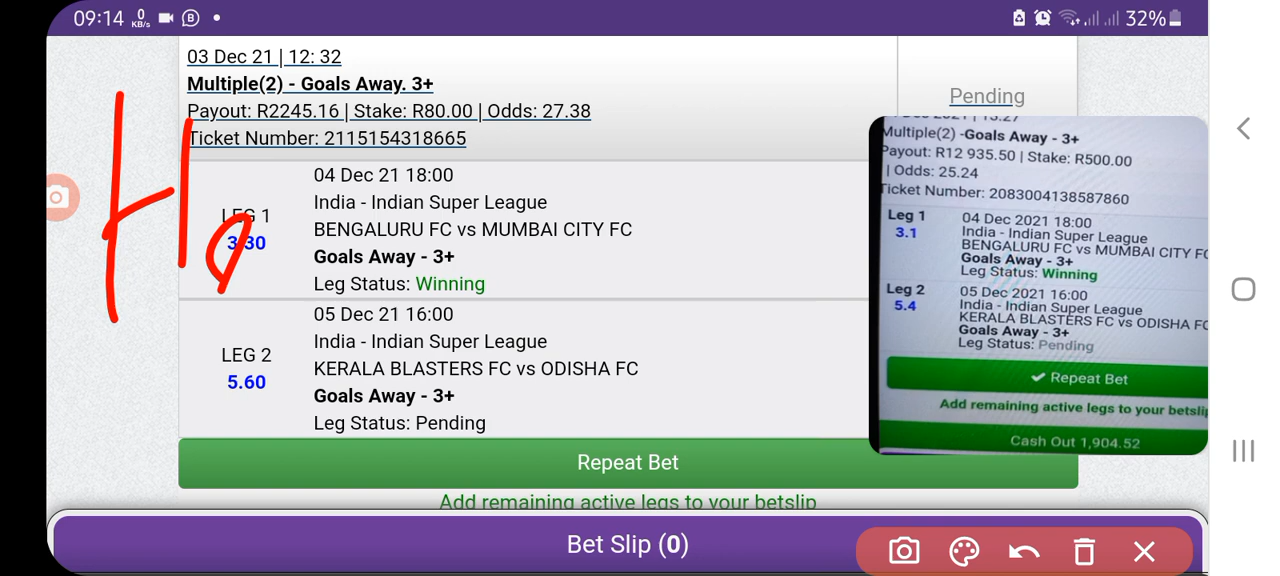 09:14 0 KB/s B 32%
03 Dec 21 | 12: 32
Multiple(2) - Goals Away. 3+
Payout: R2245.16 | Stake: R80.00 | Odds: 27.38
Ticket Number: 2115154318665
Pending
LEG 1
3.30
04 Dec 21 18:00
India - Indian Super League
BENGALURU FC vs MUMBAI CITY FC
Goals Away - 3+
Leg Status: Winning
LEG 2
5.60
05 Dec 21 16:00
India - Indian Super League
KERALA BLASTERS FC vs ODISHA FC
Goals Away - 3+
Leg Status: Pending
Repeat Bet
Add remaining active legs to your betslip
Bet Slip (0)
Multiple(2) -Goals Away - 3+
Payout: R12 935.50 | Stake: R500.00
| Odds: 25.24
Ticket Number: 2083004138587860
Leg 1
3.1
04 Dec 2021 18:00
India - Indian Super League
BENGALURU FC vs MUMBAI CITY FC
Goals Away - 3+
Leg Status: Winning
Leg 2
5.4
05 Dec 2021 16:00
India - Indian Super League
KERALA BLASTERS FC vs ODISHA FC
Goals Away - 3+
Leg Status: Pending
Repeat Bet
Add remaining active legs to your betslip
Cash Out 1,904.52